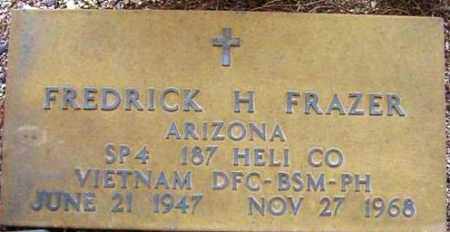 FREDRICK H FRAZER
ARIZONA
SP4 187 HELI CO
VIETNAM DFC-BSM-PH
JUNE 21 1947 NOV 27 1968